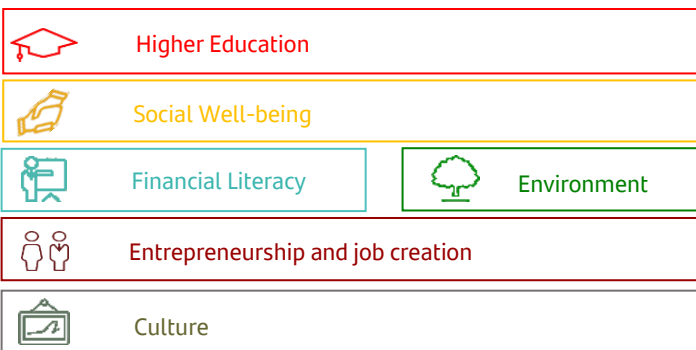 Higher Education
Social Well-being
Financial Literacy
Environment
Entrepreneurship and job creation
Culture